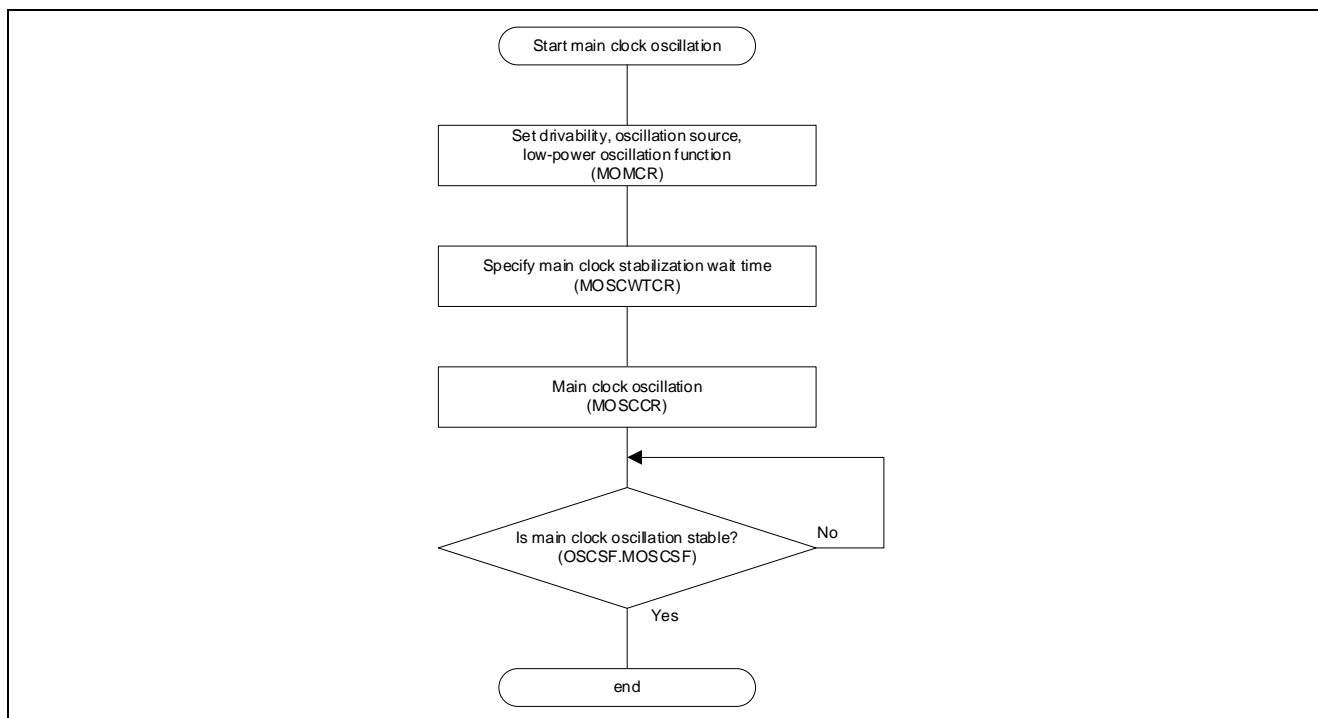 Start main clock oscillation
Set drivability, oscillation source,
low-power oscillation function
(MOMCR)
Specify main clock stabilization wait time
(MOSCWTCR)
Main clock oscillation
(MOSCCR)
Is main clock oscillation stable?
(OSCSF.MOSCSF)
No
Yes
end